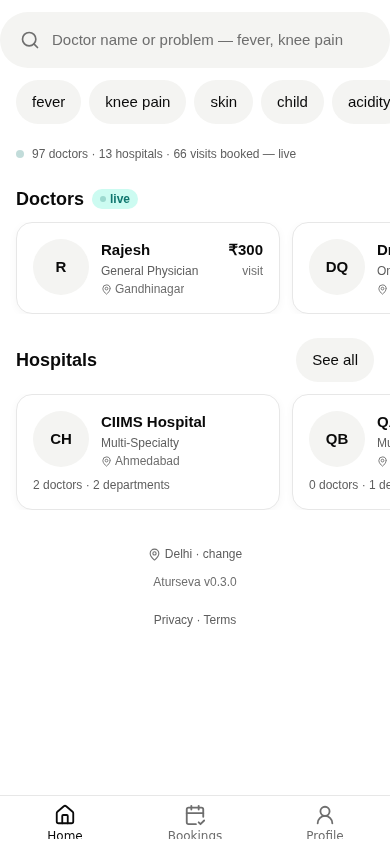 Doctor name or problem — fever, knee pain
fever knee pain skin child acidity
97 doctors · 13 hospitals · 66 visits booked — live
Doctors live
R Rajesh ₹300
General Physician visit
Gandhinagar
DQ
Hospitals See all
CH CIIMS Hospital
Multi-Specialty
Ahmedabad
2 doctors · 2 departments
QB
0 doctors · 1
Delhi · change
Aturseva v0.3.0
Privacy · Terms
Home Bookings Profile